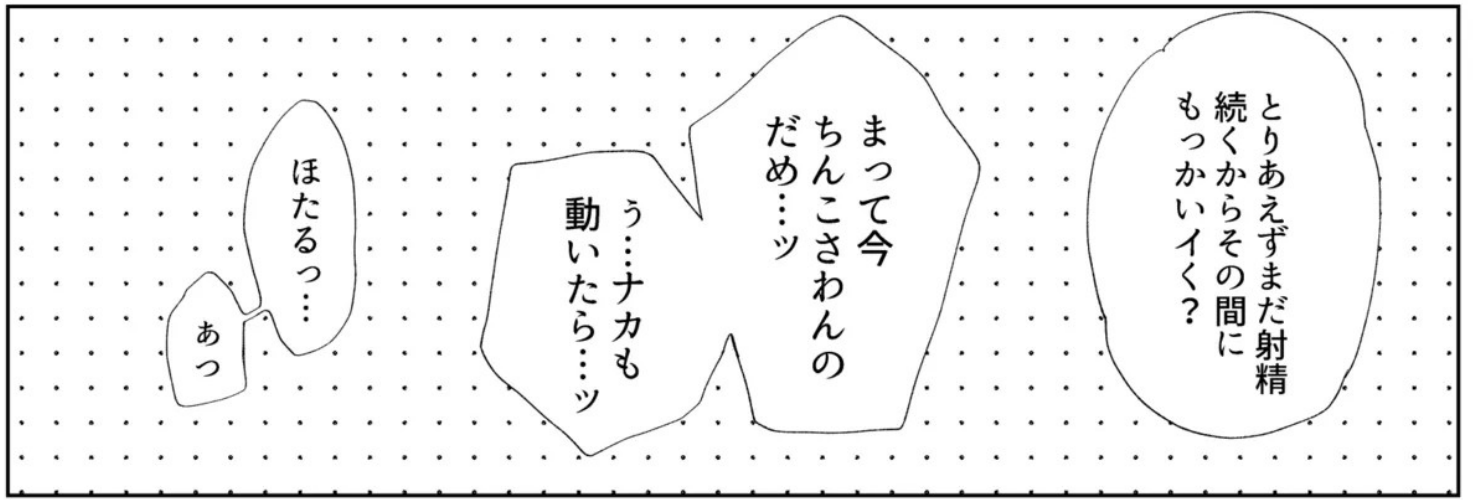 とりあえずまだ射精
続くからその間に
もっかいイく？
まって今
ちんこさわんの
だめ…ッ
ぅ…ナカも
動いたら…ッ
ほたるっ…
あつ